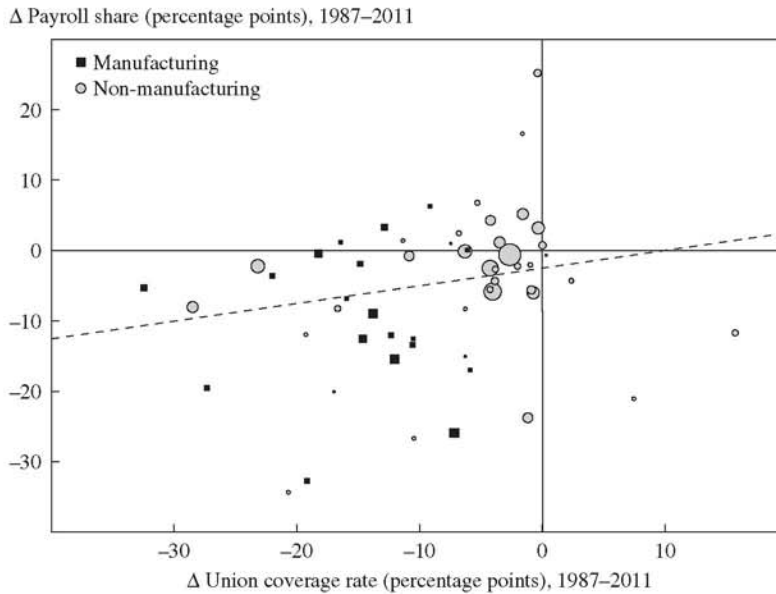 Δ Payroll share (percentage points), 1987–2011
Manufacturing
Non-manufacturing
20
10
0
–10
–20
–30
–30 –20 –10 0 10
Δ Union coverage rate (percentage points), 1987–2011